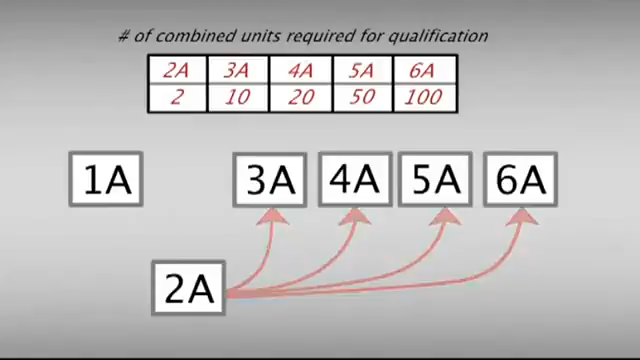 # of combined units required for qualification
2A 3A 4A 5A 6A
2 10 20 50 100
1A 3A 4A 5A 6A
2A